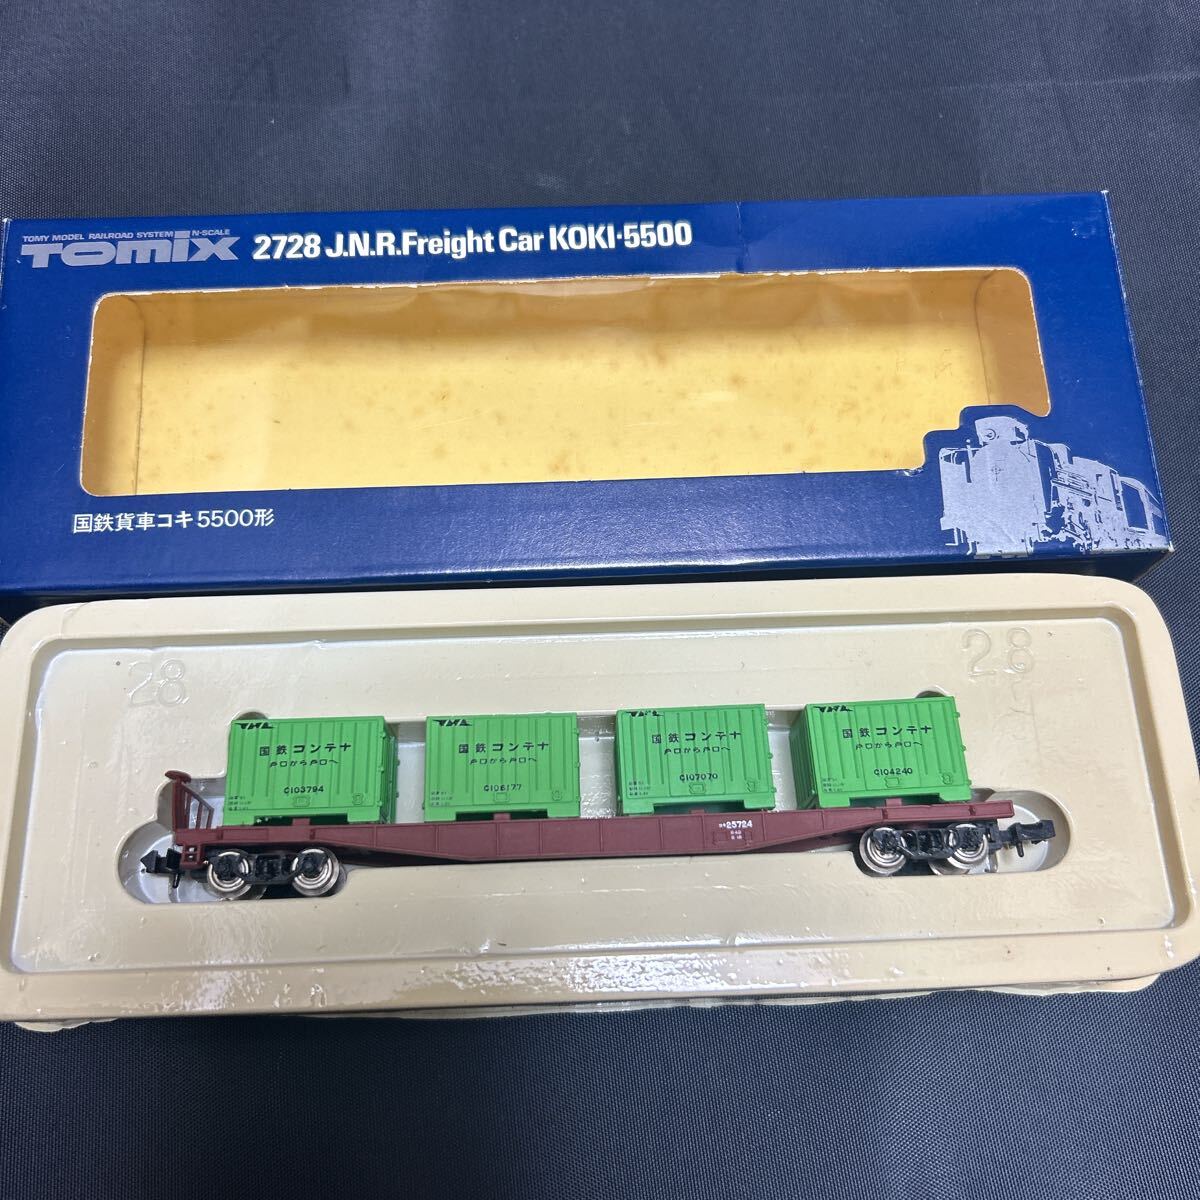 TOMY MODEL RAILROAD SYSTEM N-SCALE
TOMIX 2728 J.N.R.Freight Car KOKI·5500
国鉄貨車コキ5500形
28
28
国鉄コンテナ
戸口から戸口へ
C103794
国鉄コンテナ
戸口から戸口へ
C106177
国鉄コンテナ
戸口から戸口へ
C107070
国鉄コンテナ
戸口から戸口へ
C104240
25724